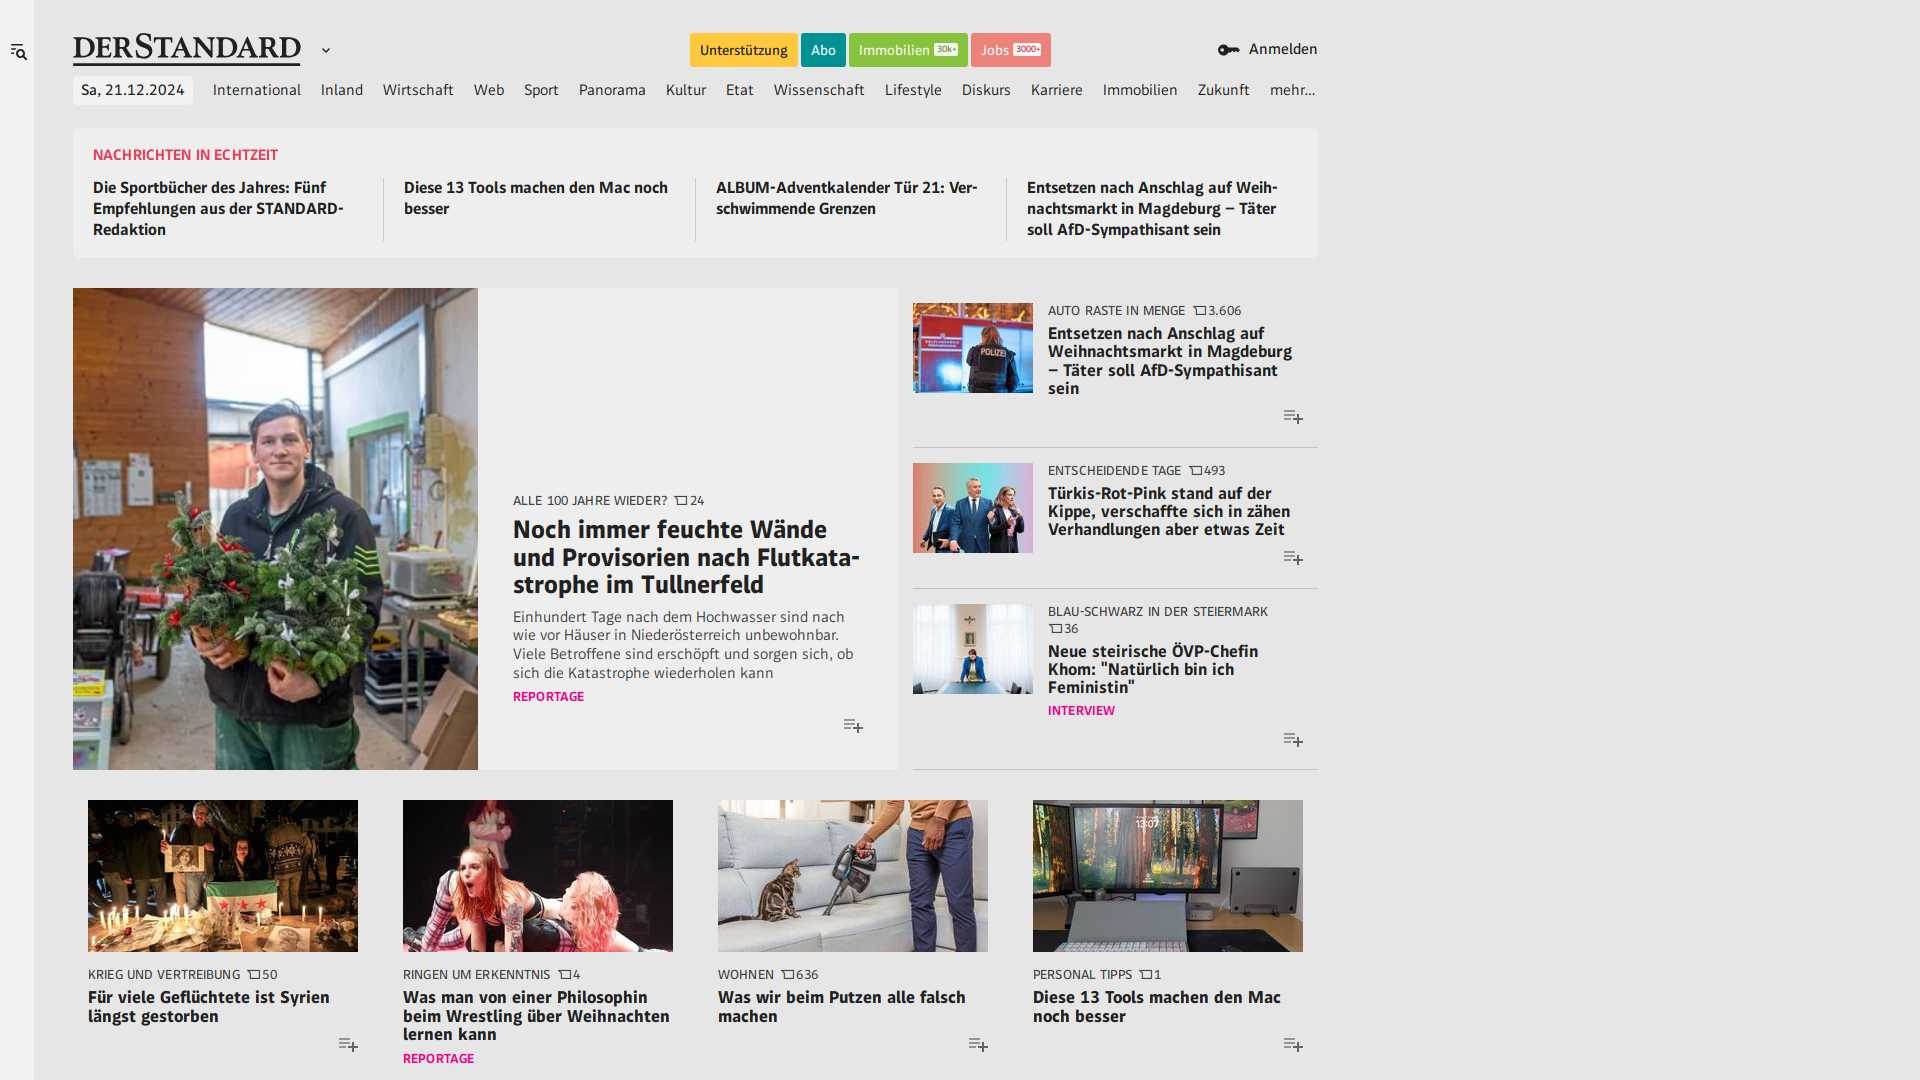 DERSTANDARD
Unterstützung
Abo
Immobilien 30k+
Jobs 3000+
Anmelden
Sa, 21.12.2024
International
Inland
Wirtschaft
Web
Sport
Panorama
Kultur
Etat
Wissenschaft
Lifestyle
Diskurs
Karriere
Immobilien
Zukunft
mehr...
NACHRICHTEN IN ECHTZEIT
Die Sportbücher des Jahres: Fünf
Empfehlungen aus der STANDARD-
Redaktion
Diese 13 Tools machen den Mac noch
besser
ALBUM-Adventkalender Tür 21: Ver-
schwimmende Grenzen
Entsetzen nach Anschlag auf Weih-
nachtsmarkt in Magdeburg – Täter
soll AfD-Sympathisant sein
ALLE 100 JAHRE WIEDER? 24
Noch immer feuchte Wände
und Provisorien nach Flutkata-
strophe im Tullnerfeld
Einhundert Tage nach dem Hochwasser sind nach
wie vor Häuser in Niederösterreich unbewohnbar.
Viele Betroffene sind erschöpft und sorgen sich, ob
sich die Katastrophe wiederholen kann
REPORTAGE
POLIZEI
AUTO RASTE IN MENGE 3.606
Entsetzen nach Anschlag auf
Weihnachtsmarkt in Magdeburg
– Täter soll AfD-Sympathisant
sein
ENTSCHEIDENDE TAGE 493
Türkis-Rot-Pink stand auf der
Kippe, verschaffte sich in zähen
Verhandlungen aber etwas Zeit
BLAU-SCHWARZ IN DER STEIERMARK
36
Neue steirische ÖVP-Chefin
Khom: "Natürlich bin ich
Feministin"
INTERVIEW
KRIEG UND VERTREIBUNG 50
Für viele Geflüchtete ist Syrien
längst gestorben
RINGEN UM ERKENNTNIS 4
Was man von einer Philosophin
beim Wrestling über Weihnachten
lernen kann
REPORTAGE
WOHNEN 636
Was wir beim Putzen alle falsch
machen
13:07
PERSONAL TIPPS 1
Diese 13 Tools machen den Mac
noch besser